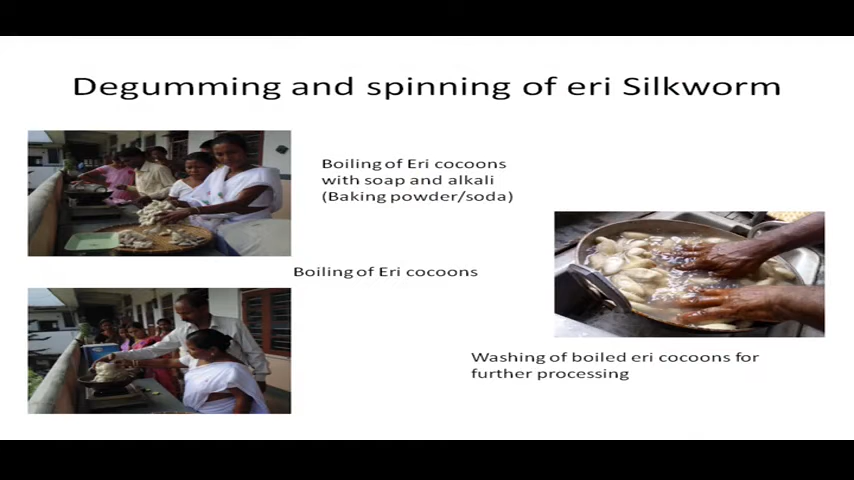 Degumming and spinning of eri Silkworm
Boiling of Eri cocoons
with soap and alkali
(Baking powder/soda)
Boiling of Eri cocoons
Washing of boiled eri cocoons for
further processing